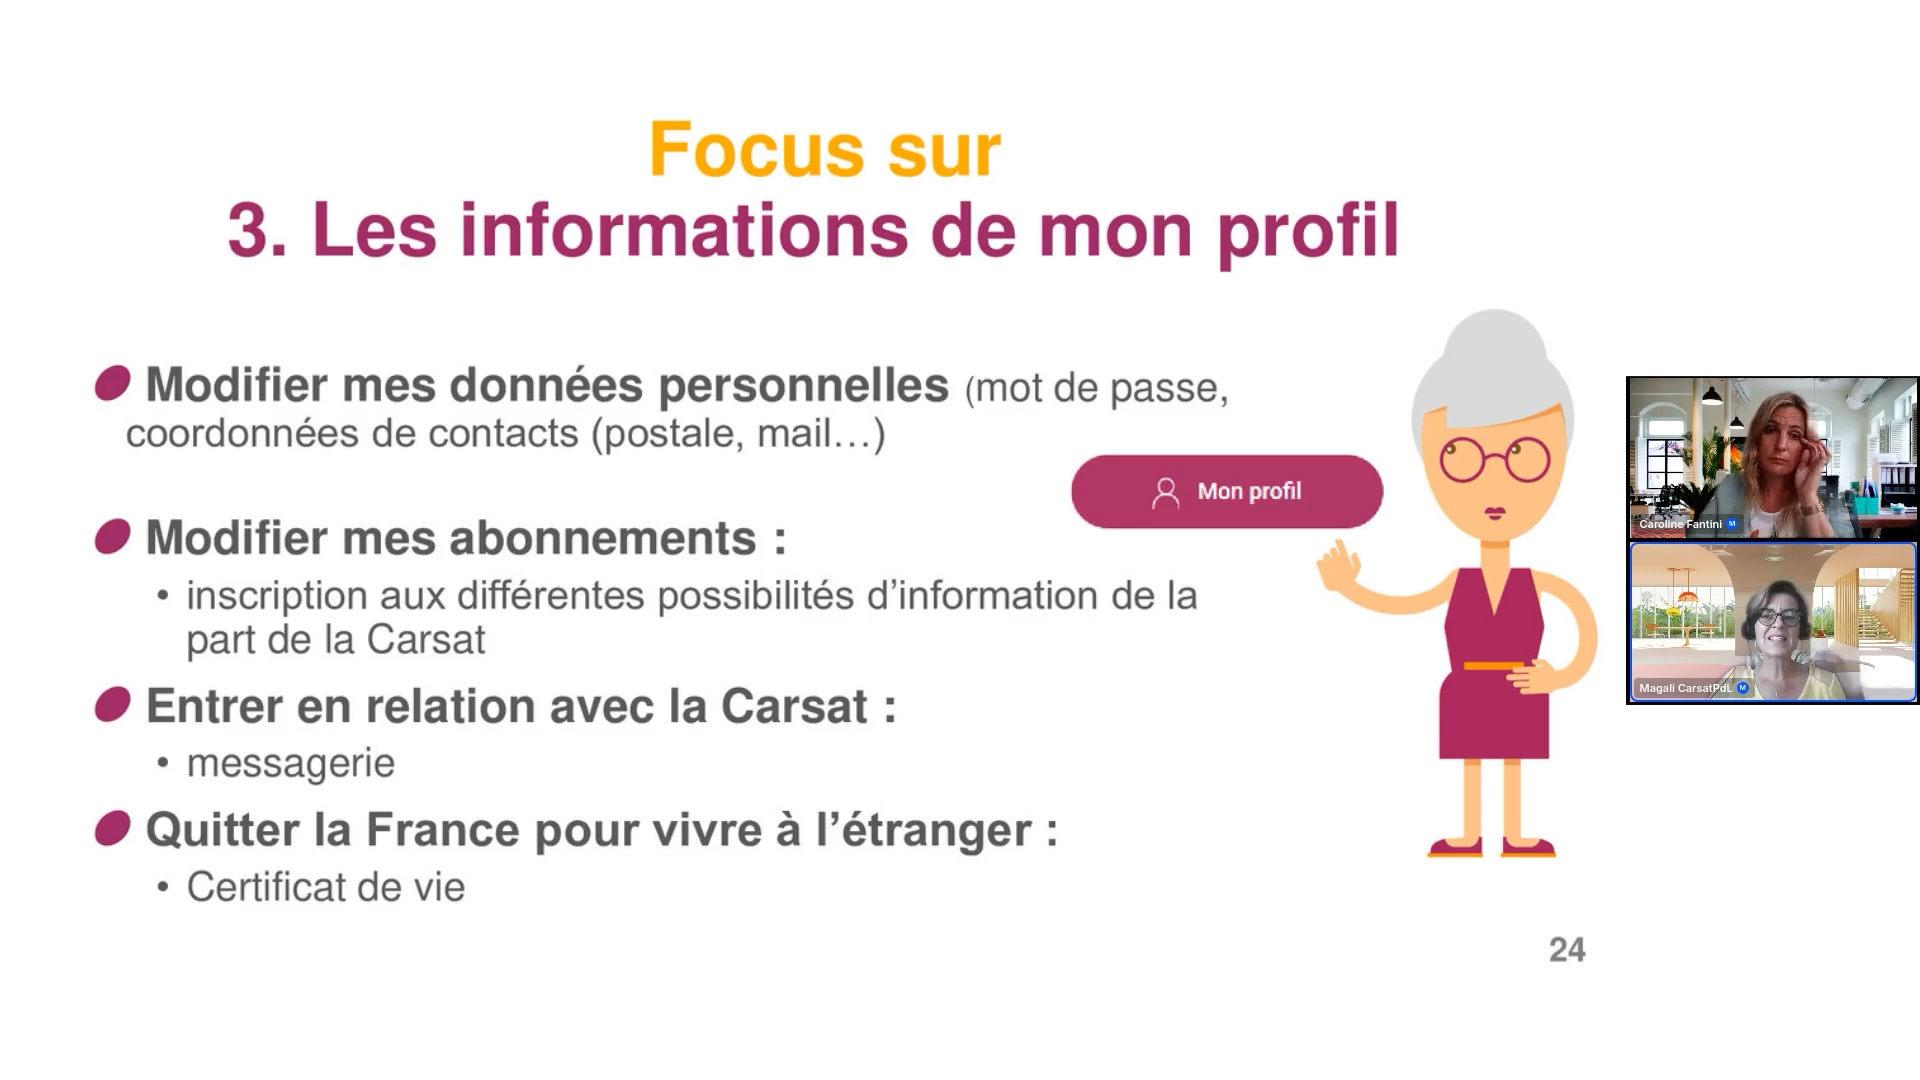 Focus sur
3. Les informations de mon profil
Modifier mes données personnelles (mot de passe,
coordonnées de contacts (postale, mail…)
Mon profil
Modifier mes abonnements :
• inscription aux différentes possibilités d’information de la
part de la Carsat
Entrer en relation avec la Carsat :
• messagerie
Quitter la France pour vivre à l’étranger :
• Certificat de vie
24
Caroline Fantini M
Magali CarsatPdL M